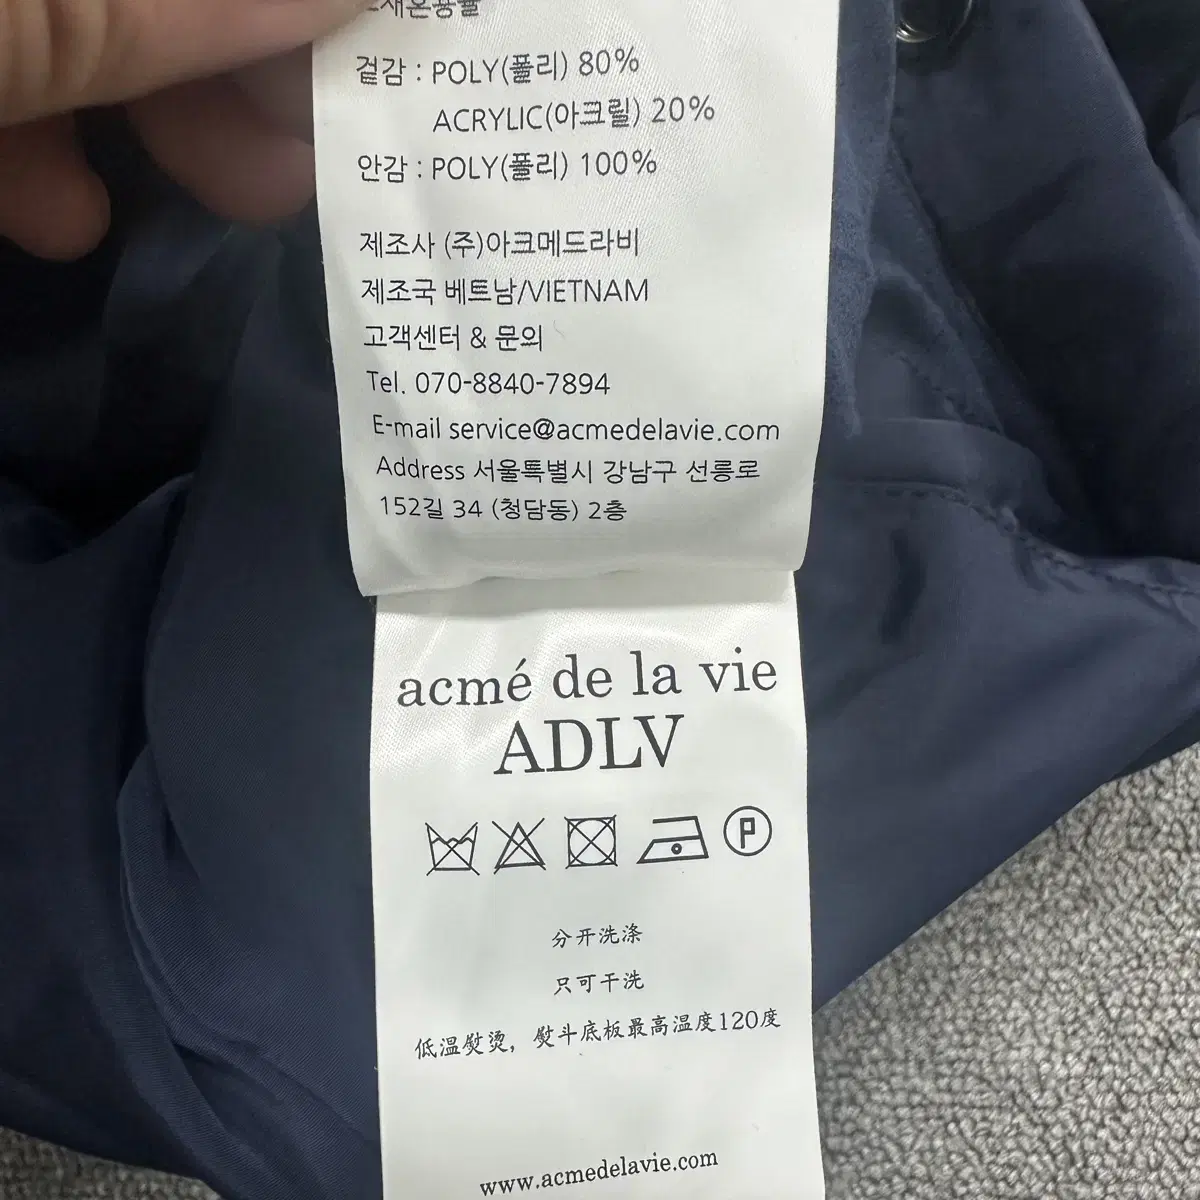 소재혼용율
겉감 : POLY(폴리) 80%
ACRYLIC(아크릴) 20%
안감 : POLY(폴리) 100%
제조사 (주)아크메드라비
제조국 베트남/VIETNAM
고객센터 & 문의
Tel. 070-8840-7894
E-mail service@acmedelavie.com
Address 서울특별시 강남구 선릉로
152길 34 (청담동) 2층
acmé de la vie
ADLV
P
分开洗涤
只可干洗
低温熨烫，熨斗底板最高温度120度
www.acmedelavie.com